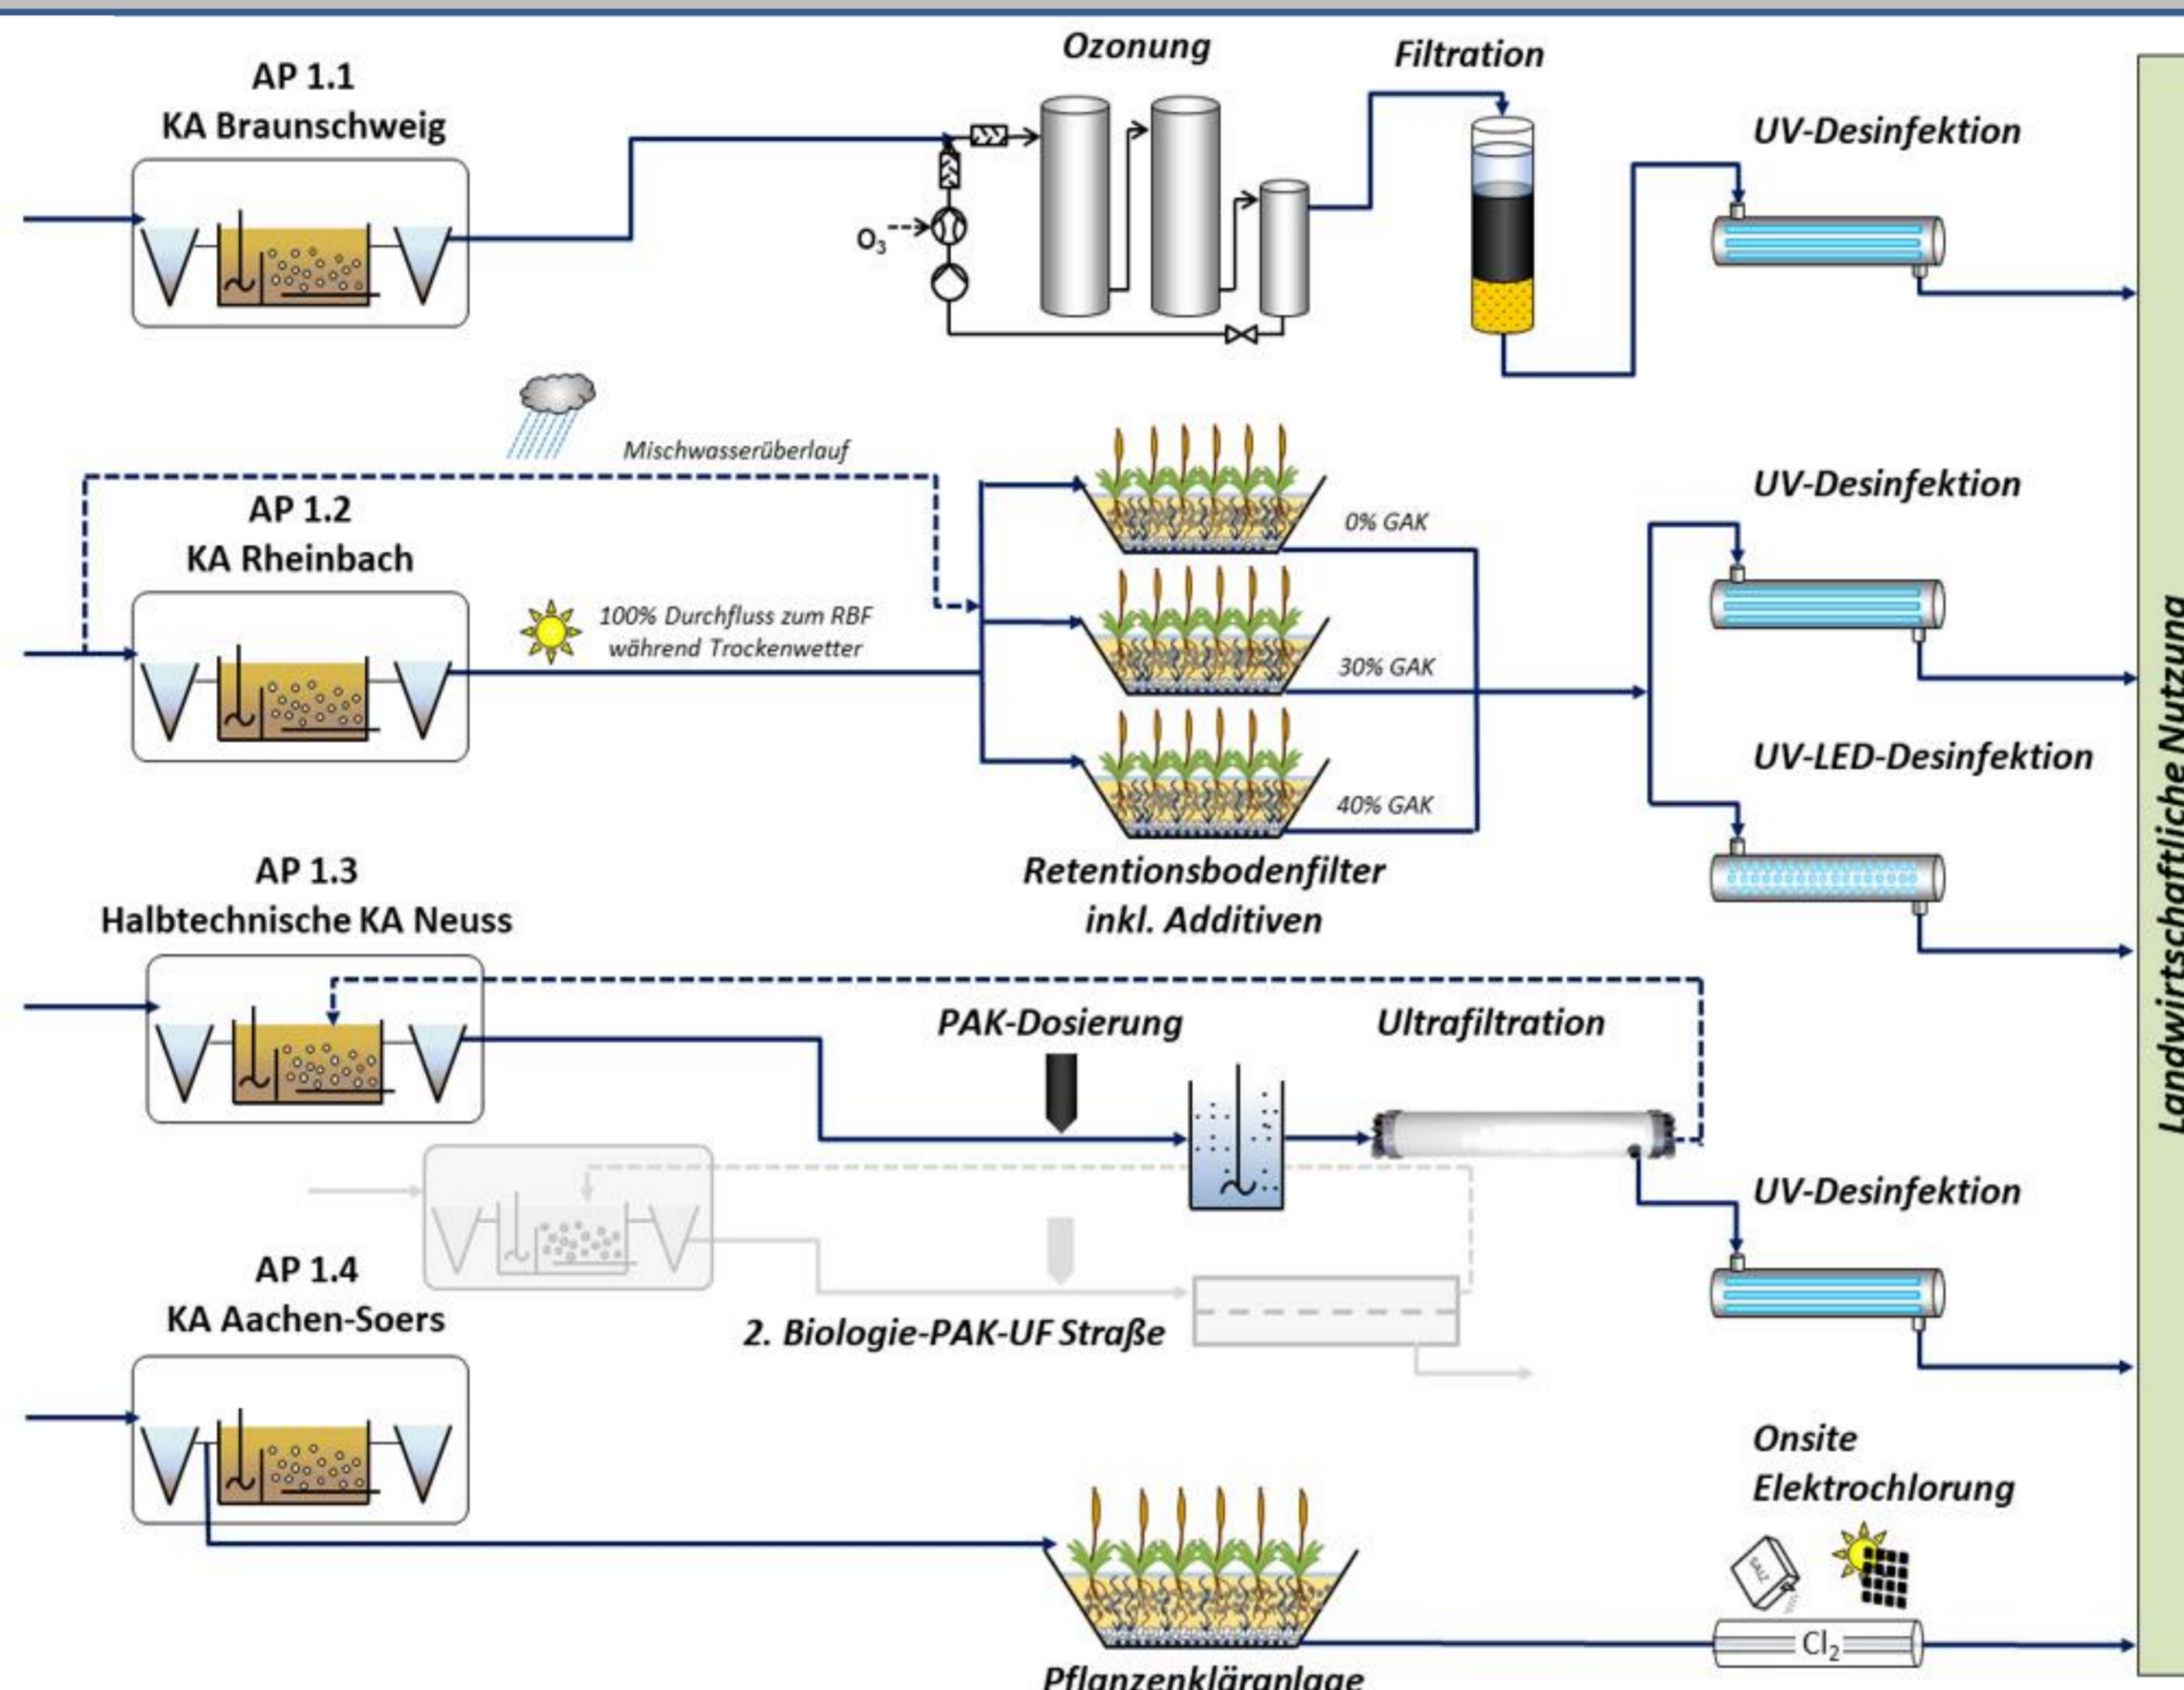 Ozonung
Filtration
AP 1.1
KA Braunschweig
UV-Desinfektion
O₃
Mischwasserüberlauf
AP 1.2
KA Rheinbach
100% Durchfluss zum RBF
während Trockenwetter
0% GAK
30% GAK
40% GAK
Retentionsbodenfilter
inkl. Additiven
UV-Desinfektion
UV-LED-Desinfektion
AP 1.3
Halbtechnische KA Neuss
PAK-Dosierung
Ultrafiltration
UV-Desinfektion
2. Biologie-PAK-UF Straße
AP 1.4
KA Aachen-Soers
Onsite
Elektrochlorung
SALZ
Cl₂
Pflanzenkläranlage
Landwirtschaftliche Nutzung